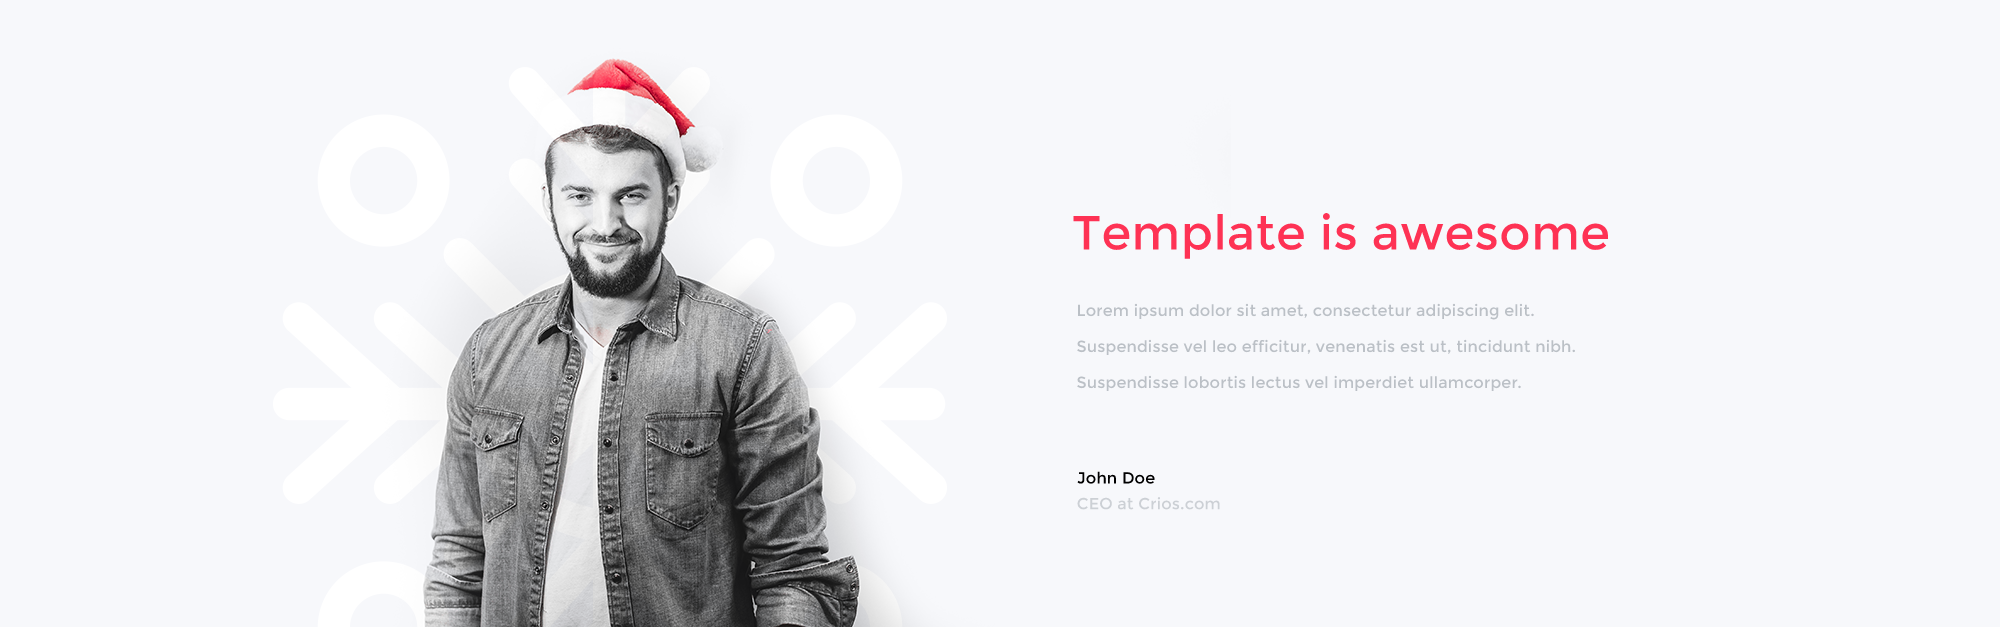 Template is awesome
Lorem ipsum dolor sit amet, consectetur adipiscing elit.
Suspendisse vel leo efficitur, venenatis est ut, tincidunt nibh.
Suspendisse lobortis lectus vel imperdiet ullamcorper.
John Doe
CEO at Crios.com